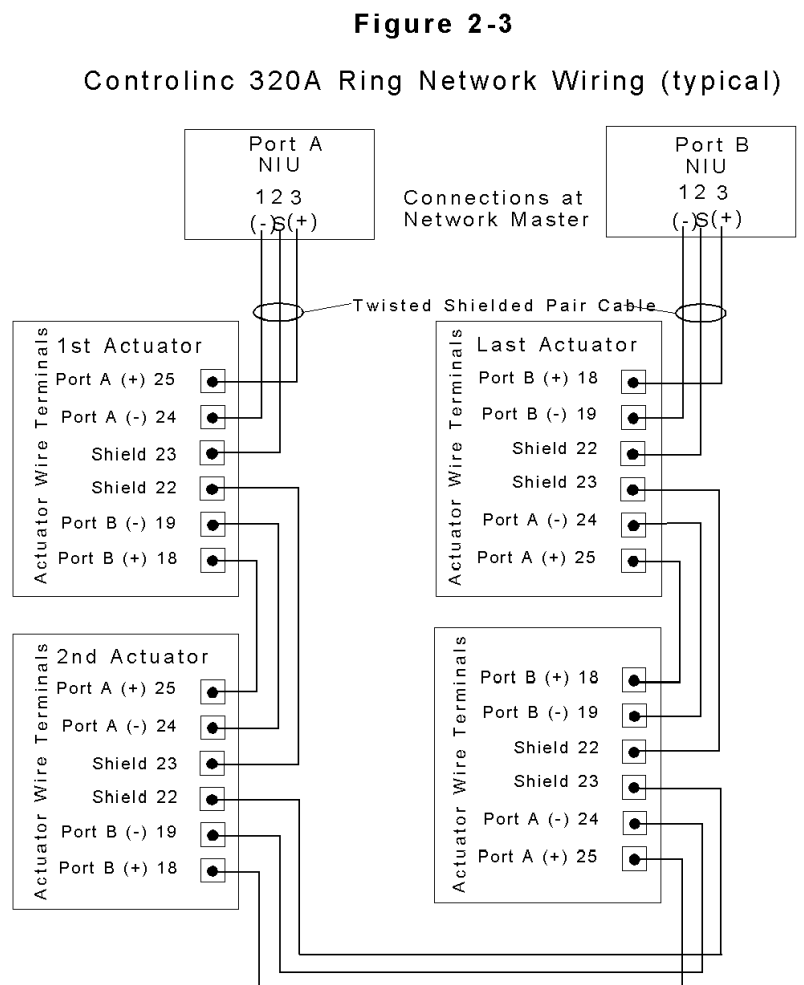 Figure 2-3
Controlinc 320A Ring Network Wiring (typical)
Port A
NIU
1 2 3
(-)S(+)
Connections at
Network Master
Port B
NIU
1 2 3
(-)S(+)
Twisted Shielded Pair Cable
Actuator Wire Terminals
1st Actuator
Port A (+) 25
Port A (-) 24
Shield 23
Shield 22
Port B (-) 19
Port B (+) 18
Actuator Wire Terminals
Last Actuator
Port B (+) 18
Port B (-) 19
Shield 22
Shield 23
Port A (-) 24
Port A (+) 25
Actuator Wire Terminals
2nd Actuator
Port A (+) 25
Port A (-) 24
Shield 23
Shield 22
Port B (-) 19
Port B (+) 18
Actuator Wire Terminals
Port B (+) 18
Port B (-) 19
Shield 22
Shield 23
Port A (-) 24
Port A (+) 25